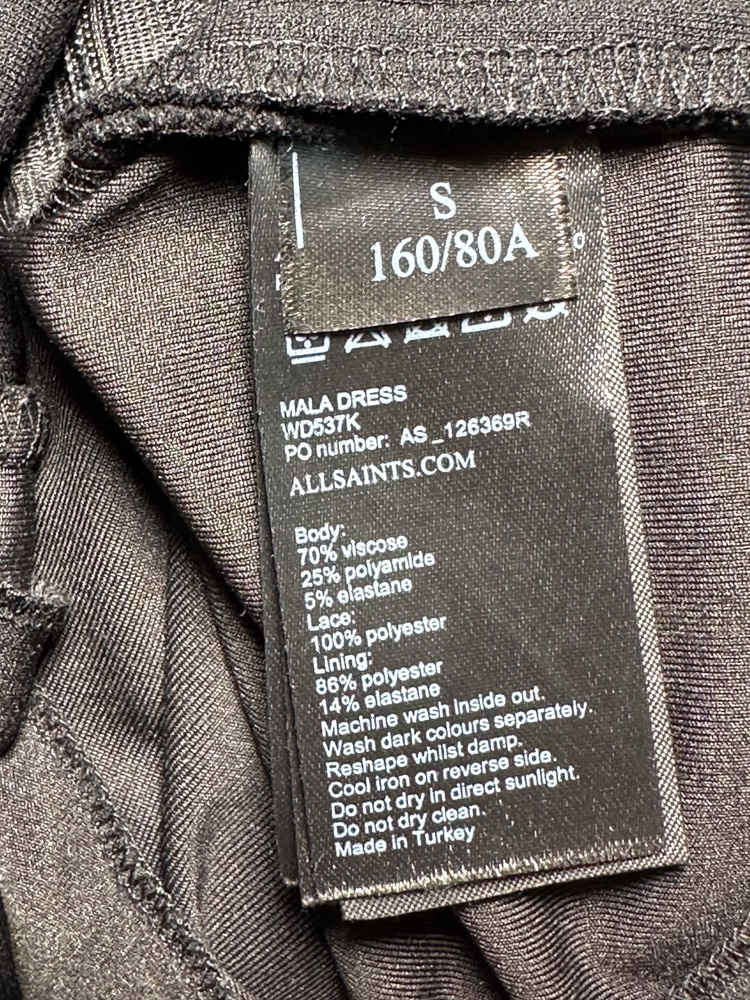 S
160/80A
MALA DRESS
WD537K
PO number: AS_126369R
ALLSAINTS.COM
Body:
70% viscose
25% polyamide
5% elastane
Lace:
100% polyester
Lining:
86% polyester
14% elastane
Machine wash inside out.
Wash dark colours separately.
Reshape whilst damp.
Cool iron on reverse side.
Do not dry in direct sunlight.
Do not dry clean.
Made in Turkey